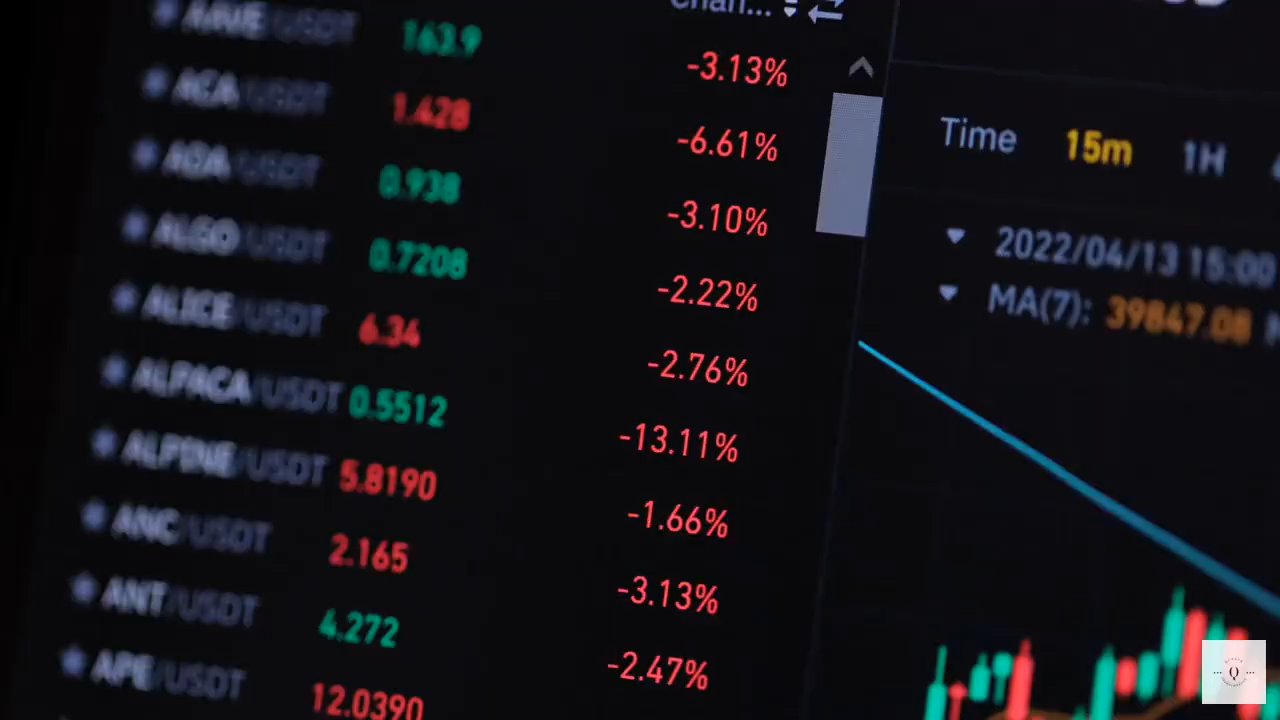 Chan...
AAVE/USDT 163.9 -3.13%
ACA/USDT 1.428 -6.61%
ADA/USDT 0.938 -3.10%
ALGO/USDT 0.7208 -2.22%
ALICE/USDT 6.34 -2.76%
ALPACA/USDT 0.5512 -13.11%
ALPINE/USDT 5.8190 -1.66%
ANC/USDT 2.165 -3.13%
ANT/USDT 4.272 -2.47%
APE/USDT 12.0390
Time 15m 1H
2022/04/13 15:00
MA(7): 39847.08
Q